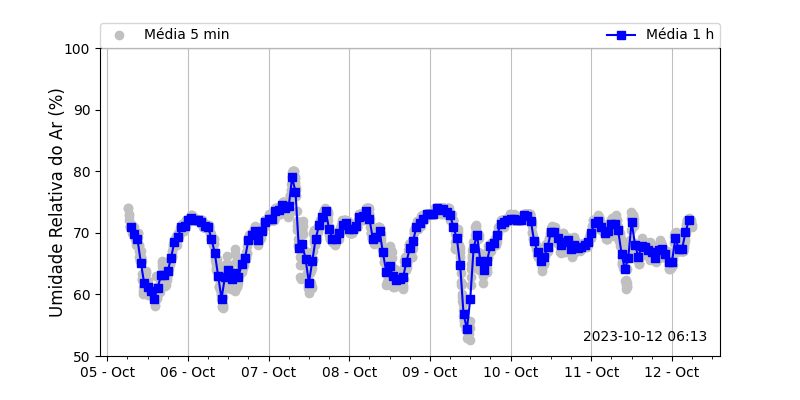 Média 5 min
Média 1 h
Umidade Relativa do Ar (%)
100
90
80
70
60
50
2023-10-12 06:13
05 - Oct
06 - Oct
07 - Oct
08 - Oct
09 - Oct
10 - Oct
11 - Oct
12 - Oct